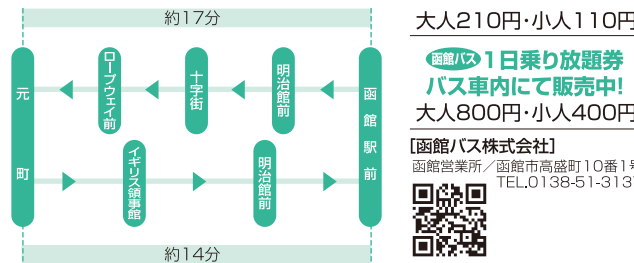 約17分
元町
ロープウェイ前
十字街
明治館前
函館駅前
イギリス領事館
明治館前
約14分
大人210円・小人110円
函館バス 1日乗り放題券
バス車内にて販売中!
大人800円・小人400円
[函館バス株式会社]
函館営業所/函館市高盛町10番1号
TEL.0138-51-313